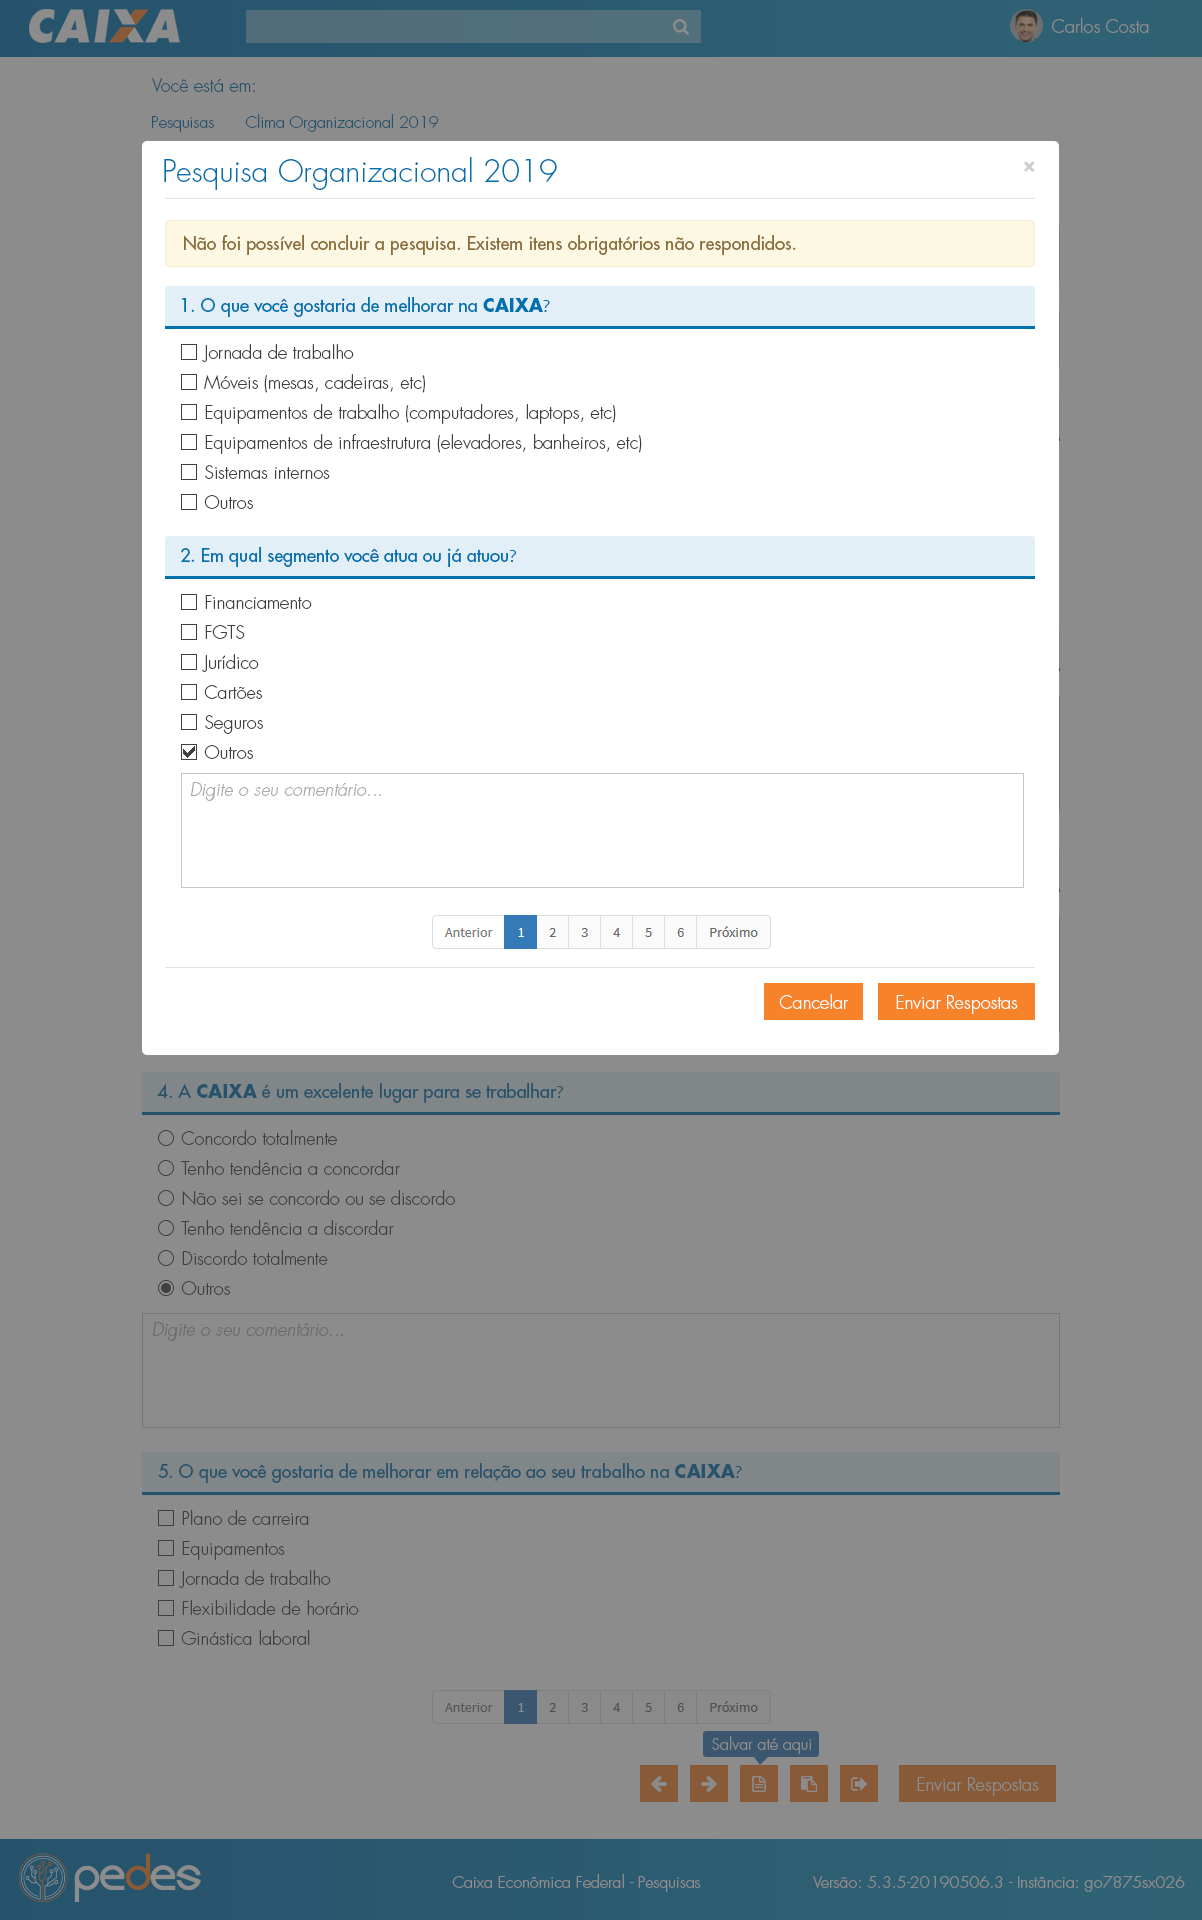 CAIXA
Carlos Costa
Você está em:
Pesquisas Clima Organizacional 2019
Pesquisa Organizacional 2019
×
Não foi possível concluir a pesquisa. Existem itens obrigatórios não respondidos.
1. O que você gostaria de melhorar na CAIXA?
Jornada de trabalho
Móveis (mesas, cadeiras, etc)
Equipamentos de trabalho (computadores, laptops, etc)
Equipamentos de infraestrutura (elevadores, banheiros, etc)
Sistemas internos
Outros
2. Em qual segmento você atua ou já atuou?
Financiamento
FGTS
Jurídico
Cartões
Seguros
Outros
Digite o seu comentário...
Anterior 1 2 3 4 5 6 Próximo
Cancelar Enviar Respostas
4. A CAIXA é um excelente lugar para se trabalhar?
Concordo totalmente
Tenho tendência a concordar
Não sei se concordo ou se discordo
Tenho tendência a discordar
Discordo totalmente
Outros
Digite o seu comentário...
5. O que você gostaria de melhorar em relação ao seu trabalho na CAIXA?
Plano de carreira
Equipamentos
Jornada de trabalho
Flexibilidade de horário
Ginástica laboral
Anterior 1 2 3 4 5 6 Próximo
Salvar até aqui
Enviar Respostas
pedes
Caixa Econômica Federal - Pesquisas
Versão: 5.3.5-20190506.3 - Instância: go7875sx026